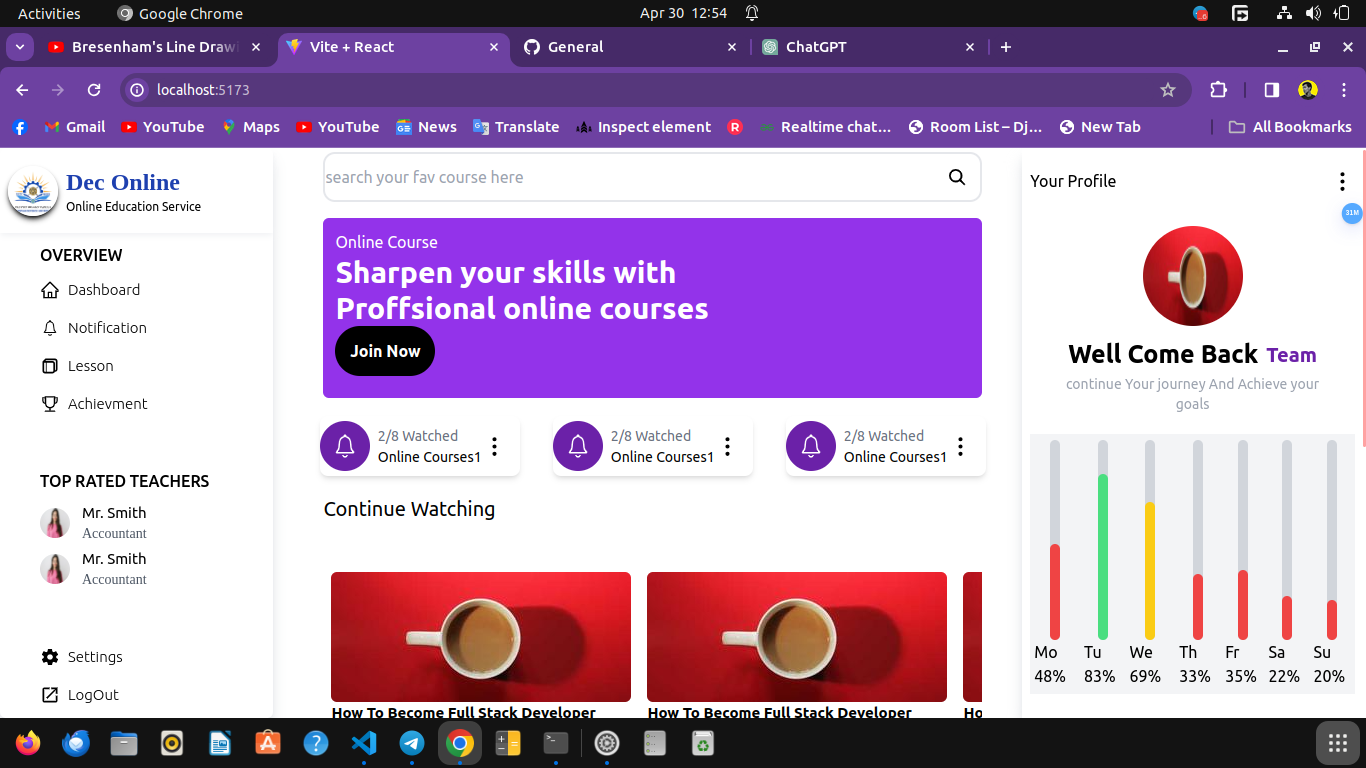 Activities
Google Chrome
Apr 30 12:54
Bresenham's Line Drawi
Vite + React
General
ChatGPT
localhost:5173
Gmail
YouTube
Maps
YouTube
News
Translate
Inspect element
R
Realtime chat...
Room List – Dj...
New Tab
All Bookmarks
Dec Online
Online Education Service
OVERVIEW
Dashboard
Notification
Lesson
Achievment
TOP RATED TEACHERS
Mr. Smith
Accountant
Mr. Smith
Accountant
Settings
LogOut
search your fav course here
Online Course
Sharpen your skills with
Proffsional online courses
Join Now
2/8 Watched
Online Courses1
2/8 Watched
Online Courses1
2/8 Watched
Online Courses1
Continue Watching
How To Become Full Stack Developer
How To Become Full Stack Developer
Ho
Your Profile
31M
Well Come Back Team
continue Your journey And Achieve your
goals
Mo Tu We Th Fr Sa Su
48% 83% 69% 33% 35% 22% 20%